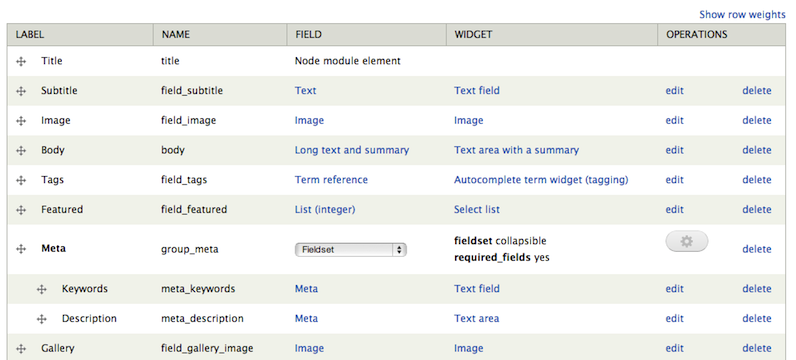 Show row weights
LABEL NAME FIELD WIDGET OPERATIONS
Title title Node module element
Subtitle field_subtitle Text Text field edit delete
Image field_image Image Image edit delete
Body body Long text and summary Text area with a summary edit delete
Tags field_tags Term reference Autocomplete term widget (tagging) edit delete
Featured field_featured List (integer) Select list edit delete
Meta group_meta Fieldset fieldset collapsible delete
required_fields yes
Keywords meta_keywords Meta Text field edit delete
Description meta_description Meta Text area edit delete
Gallery field_gallery_image Image Image edit delete